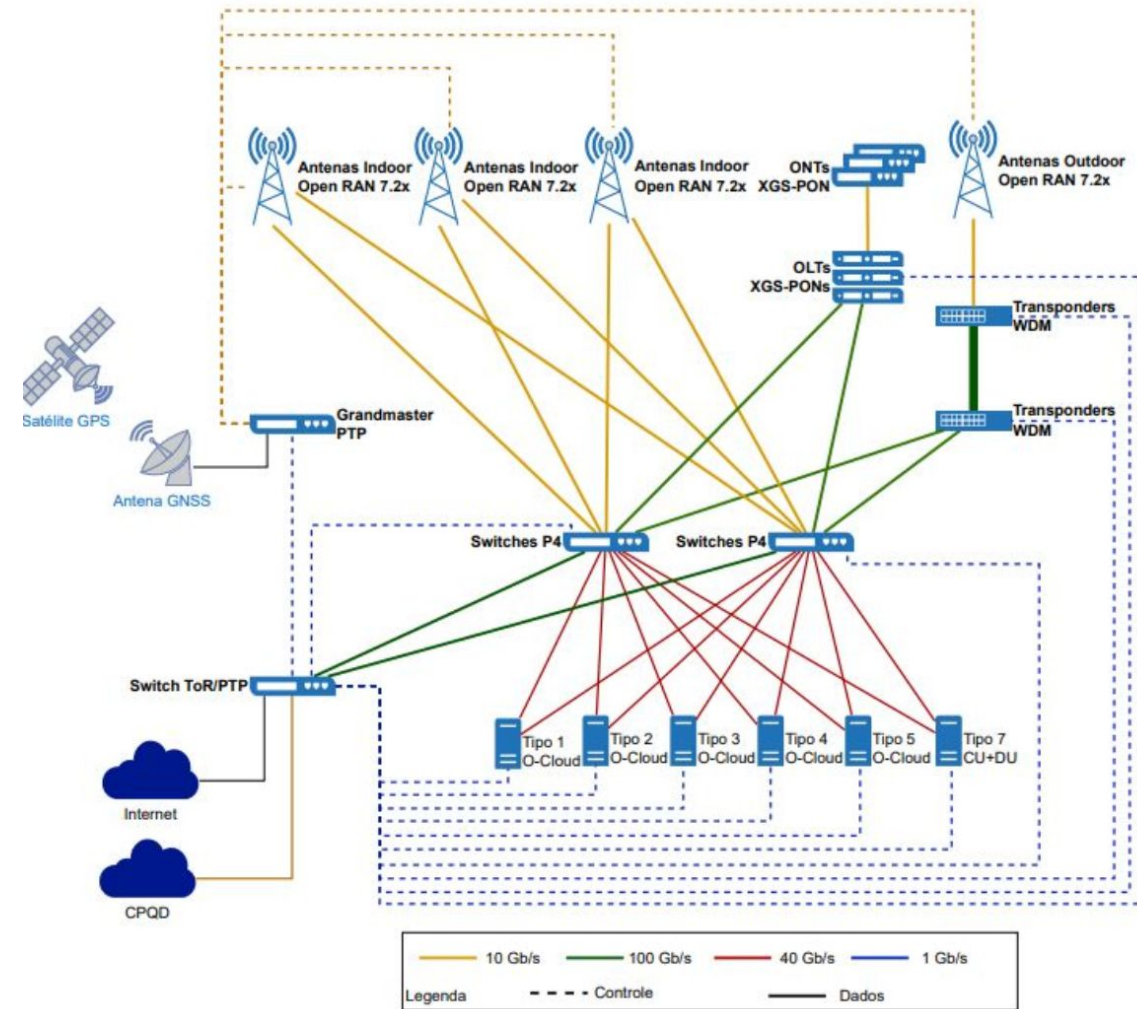 Antenas Indoor
Open RAN 7.2x
Antenas Indoor
Open RAN 7.2x
Antenas Indoor
Open RAN 7.2x
ONTs
XGS-PON
Antenas Outdoor
Open RAN 7.2x
OLTs
XGS-PONs
Transponders
WDM
Satélite GPS
Grandmaster
PTP
Transponders
WDM
Antena GNSS
Switches P4
Switches P4
Switch ToR/PTP
Tipo 1
O-Cloud
Tipo 2
O-Cloud
Tipo 3
O-Cloud
Tipo 4
O-Cloud
Tipo 5
O-Cloud
Tipo 7
CU+DU
Internet
CPQD
10 Gb/s
100 Gb/s
40 Gb/s
1 Gb/s
Legenda
Controle
Dados